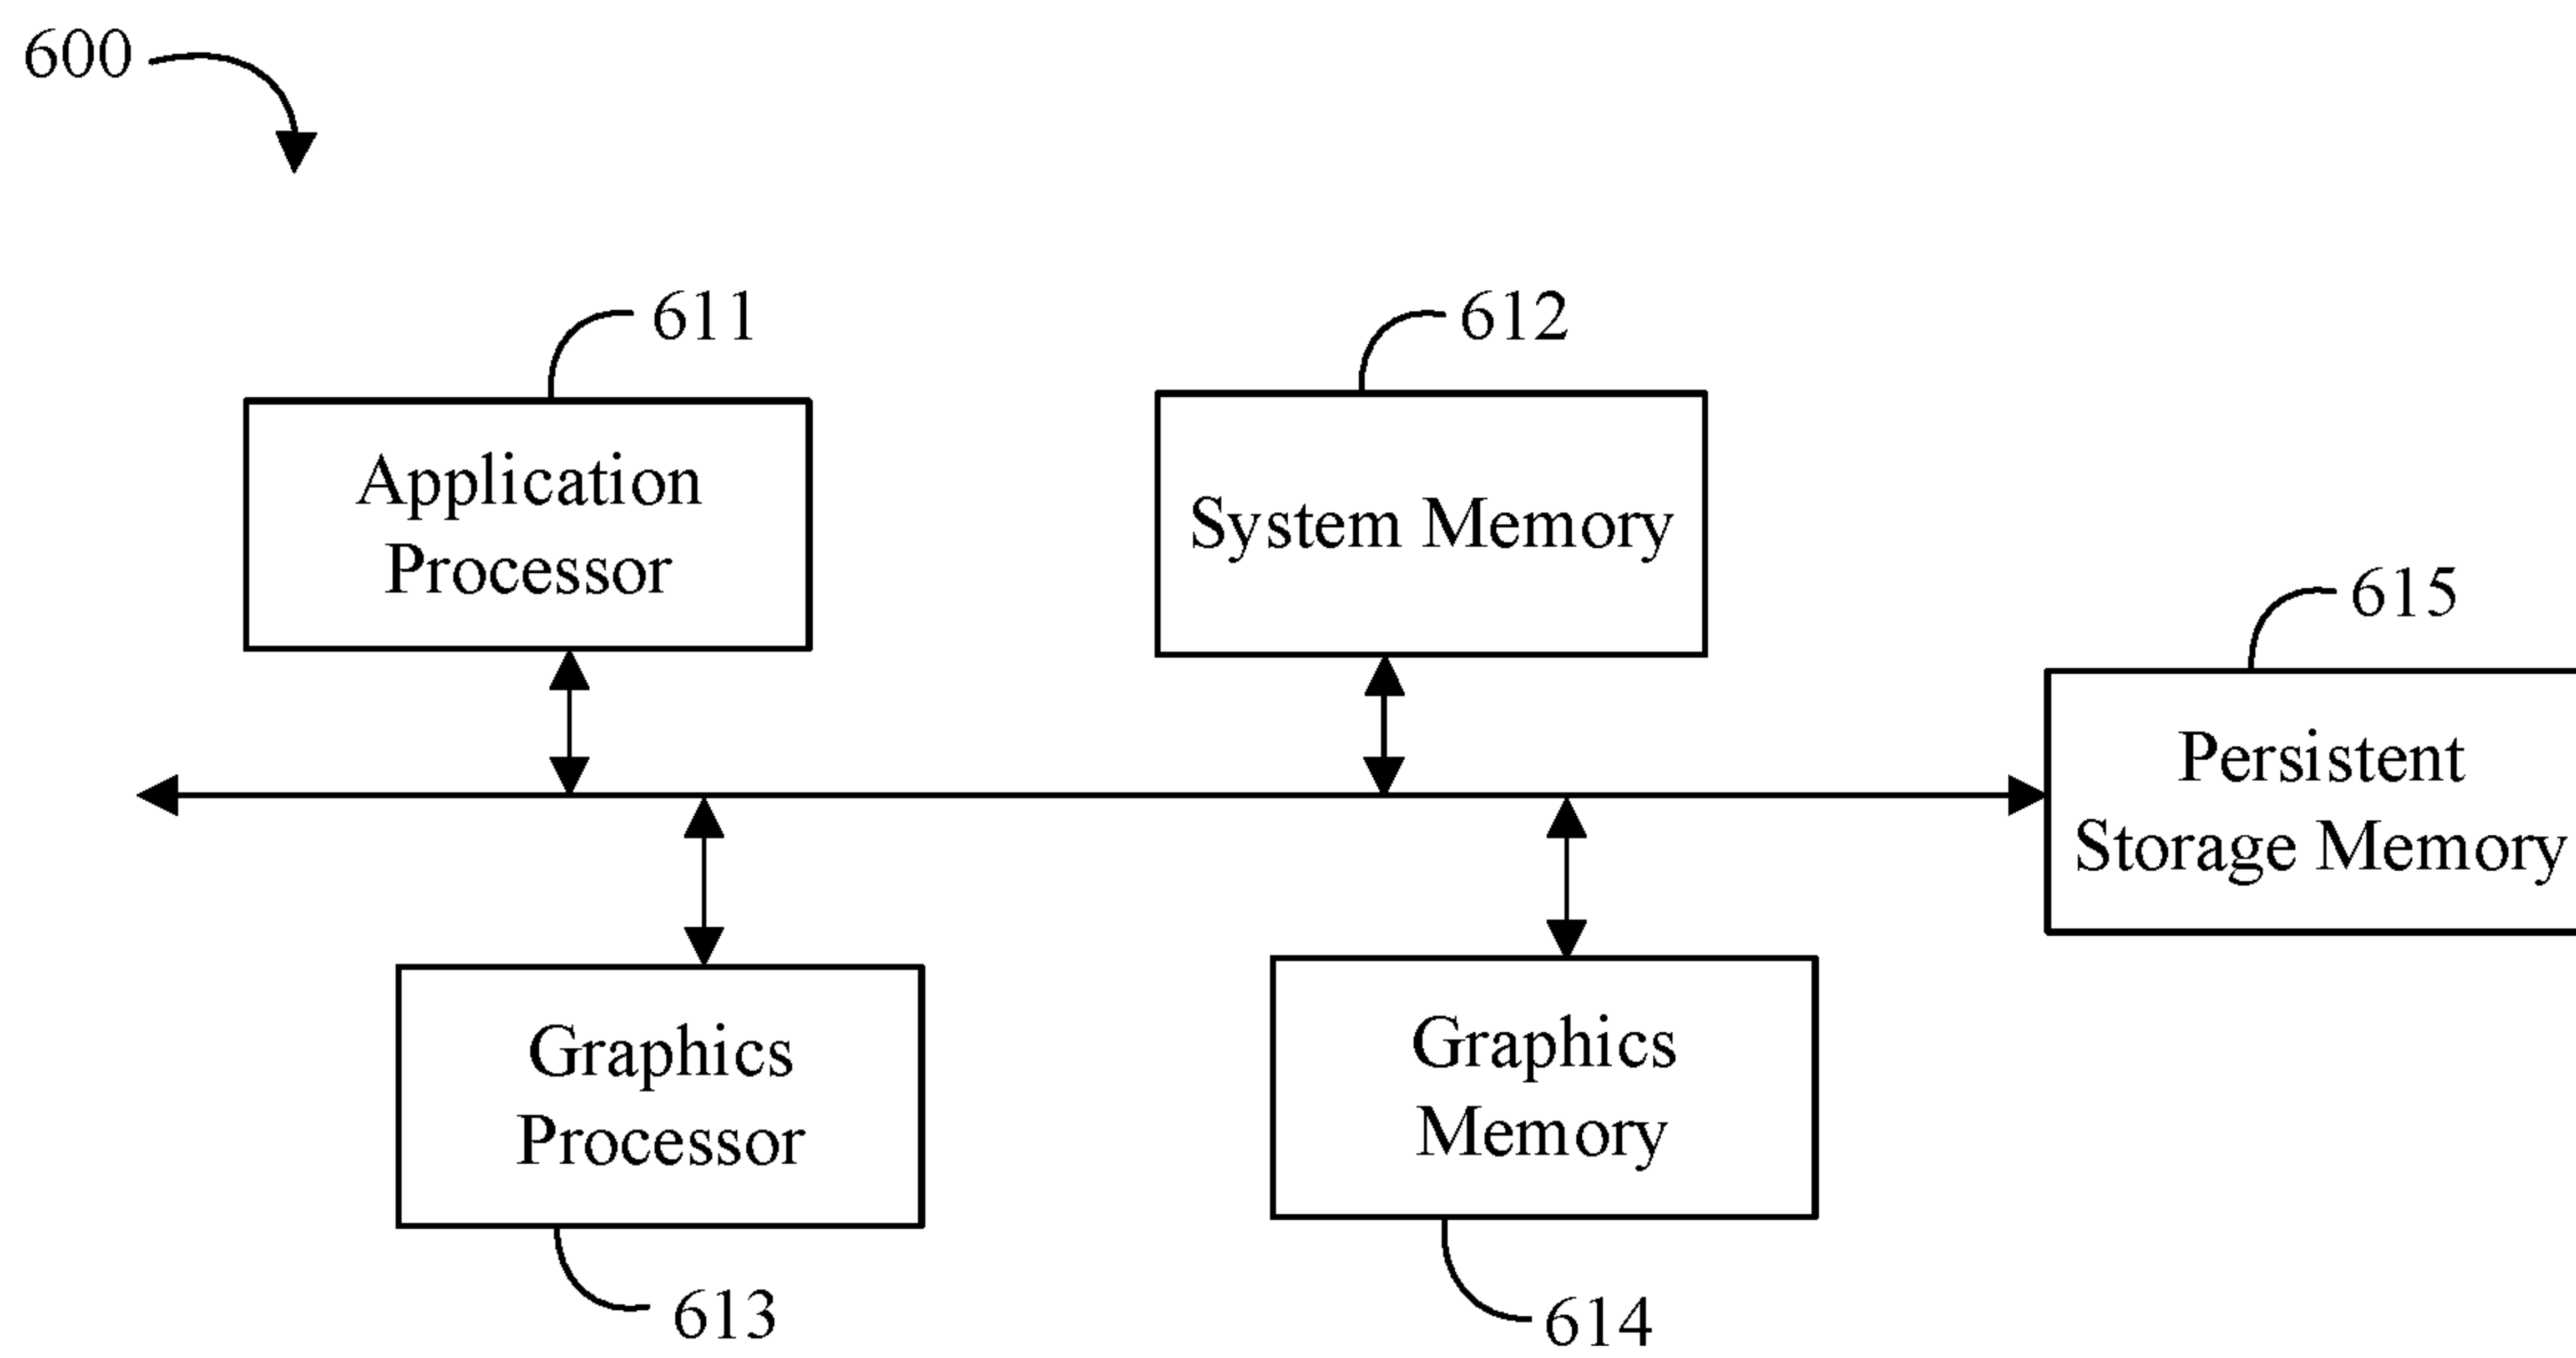 600
611
612
Application
Processor
System Memory
615
Persistent
Storage Memory
Graphics
Processor
Graphics
Memory
613
614